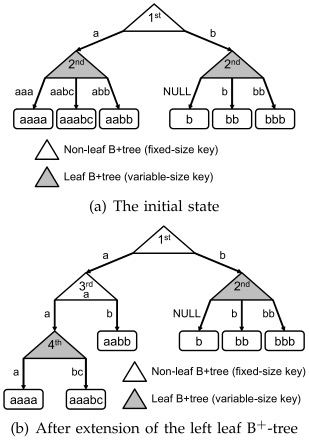 1st
a b
2nd 2nd
aaa aabc abb NULL b bb
aaaa aaabc aabb b bb bbb
Non-leaf B+tree (fixed-size key)
Leaf B+tree (variable-size key)
(a) The initial state
1st
a b
3rd
a
2nd
a b NULL b bb
4th aabb b bb bbb
a bc
Non-leaf B+tree (fixed-size key)
aaaa aaabc
Leaf B+tree (variable-size key)
(b) After extension of the left leaf B+-tree